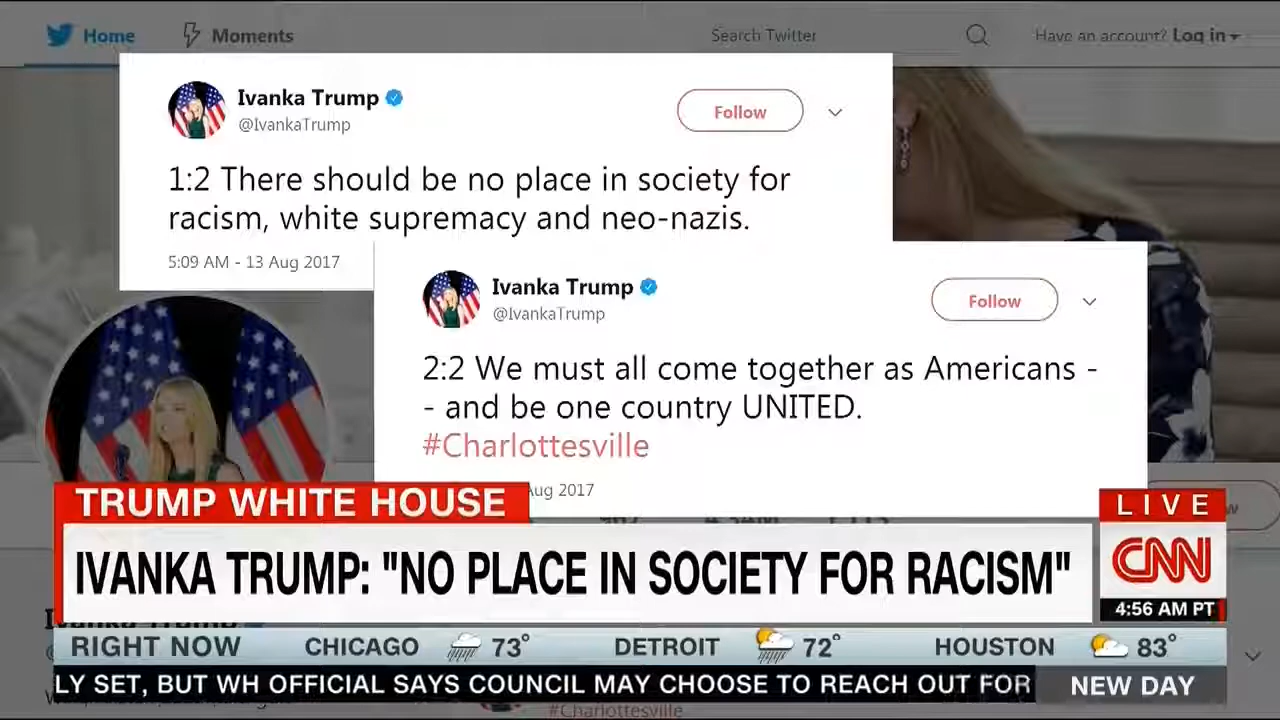 Home Moments Search Twitter Have an account? Log in
Ivanka Trump
@IvankaTrump
Follow
1:2 There should be no place in society for
racism, white supremacy and neo-nazis.
5:09 AM - 13 Aug 2017
Ivanka Trump
@IvankaTrump
Follow
2:2 We must all come together as Americans -
- and be one country UNITED.
#Charlottesville
Aug 2017
TRUMP WHITE HOUSE
IVANKA TRUMP: "NO PLACE IN SOCIETY FOR RACISM"
LIVE
CNN
4:56 AM PT
RIGHT NOW CHICAGO 73° DETROIT 72° HOUSTON 83°
LY SET, BUT WH OFFICIAL SAYS COUNCIL MAY CHOOSE TO REACH OUT FOR
NEW DAY
#Charlottesville